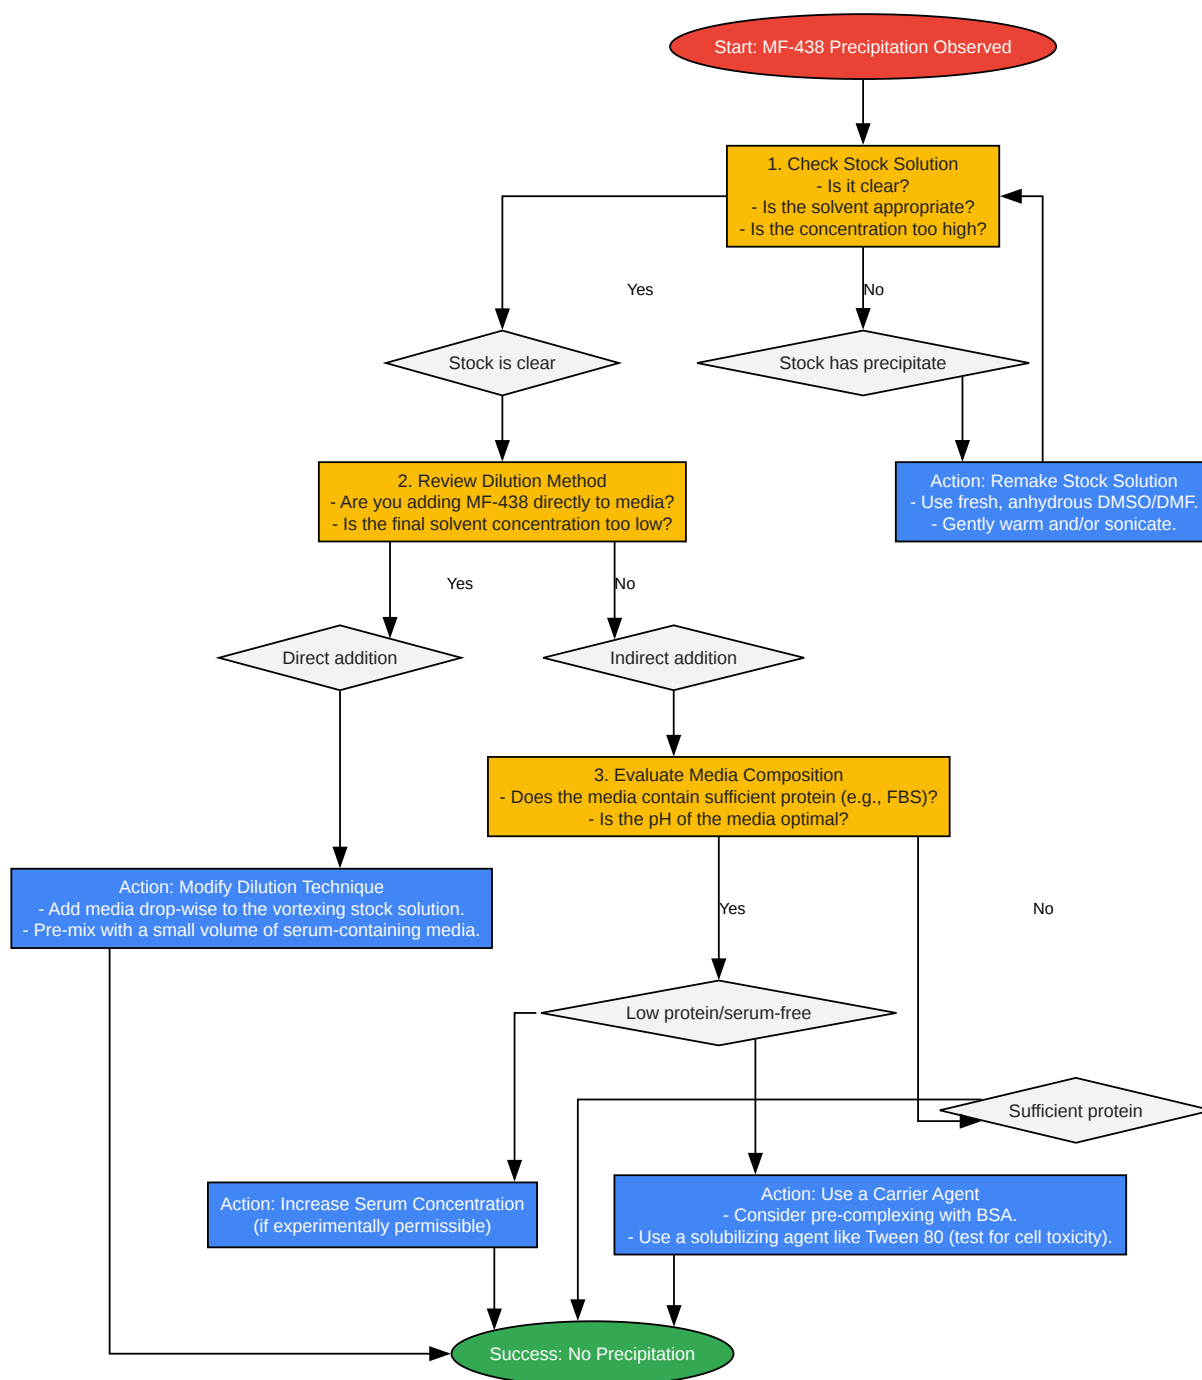 Start: MF-438 Precipitation Observed
1. Check Stock Solution
- Is it clear?
- Is the solvent appropriate?
- Is the concentration too high?
Yes
No
Stock is clear
Stock has precipitate
2. Review Dilution Method
- Are you adding MF-438 directly to media?
- Is the final solvent concentration too low?
Action: Remake Stock Solution
- Use fresh, anhydrous DMSO/DMF.
- Gently warm and/or sonicate.
Yes
No
Direct addition
Indirect addition
3. Evaluate Media Composition
- Does the media contain sufficient protein (e.g., FBS)?
- Is the pH of the media optimal?
Action: Modify Dilution Technique
- Add media drop-wise to the vortexing stock solution.
- Pre-mix with a small volume of serum-containing media.
Yes
No
Low protein/serum-free
Sufficient protein
Action: Increase Serum Concentration
(if experimentally permissible)
Action: Use a Carrier Agent
- Consider pre-complexing with BSA.
- Use a solubilizing agent like Tween 80 (test for cell toxicity).
Success: No Precipitation